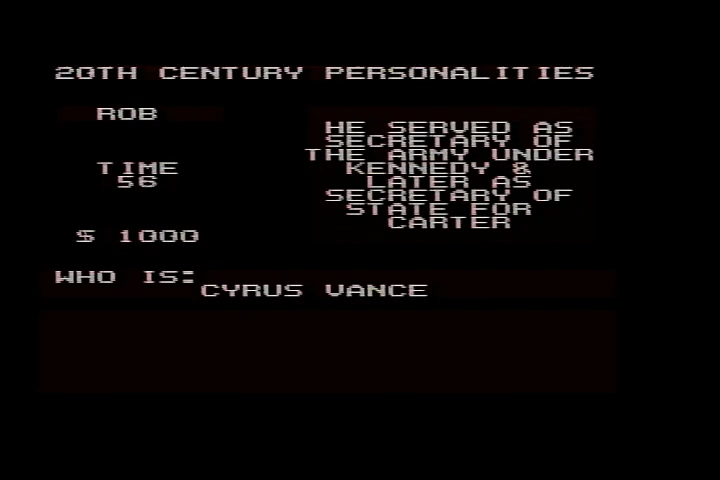 20TH CENTURY PERSONALITIES
ROB
HE SERVED AS
SECRETARY OF
THE ARMY UNDER
KENNEDY &
LATER AS
SECRETARY OF
STATE FOR
CARTER
TIME
56
$ 1000
WHO IS:
CYRUS VANCE